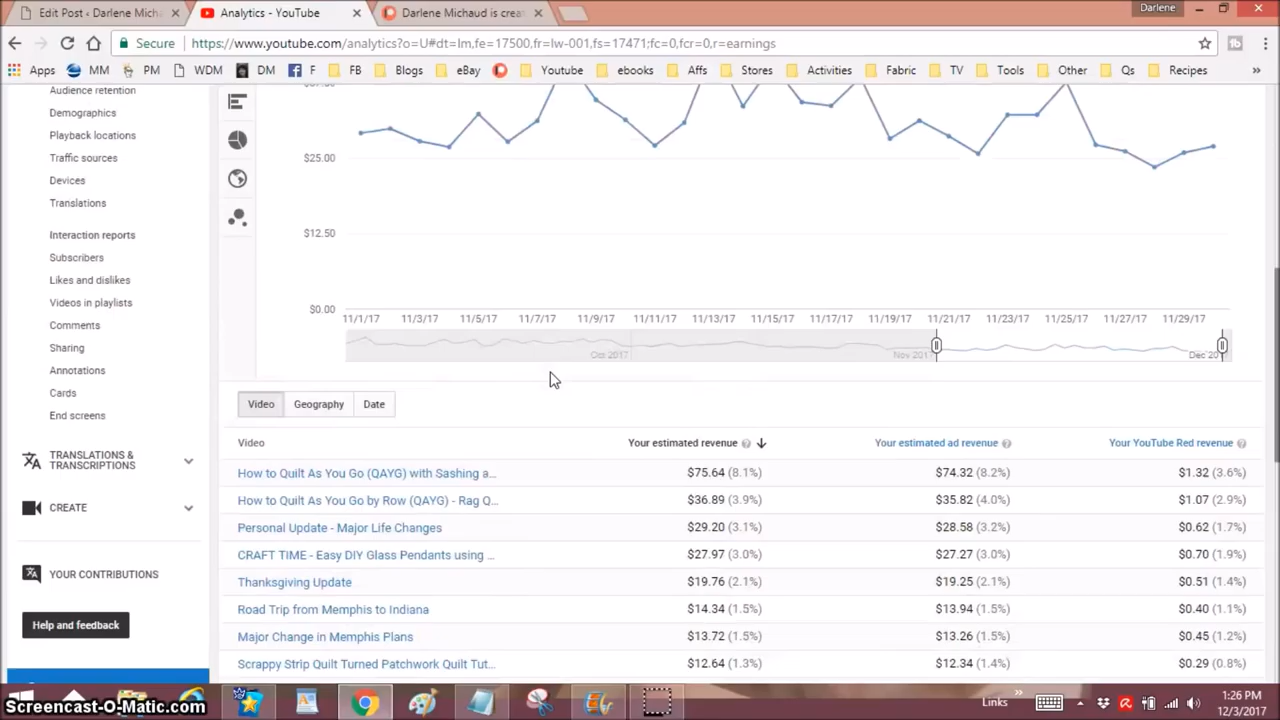 Edit Post ‹ Darlene Mich
Analytics - YouTube
Darlene Michaud is creat
Darlene
Secure
https://www.youtube.com/analytics?o=U#dt=lm,fe=17500,fr=lw-001,fs=17471;fc=0,fcr=0,r=earnings
Apps MM PM WDM DM F FB Blogs eBay Youtube ebooks Affs Stores Activities Fabric TV Tools Other Qs Recipes »
Audience retention
Demographics
Playback locations
Traffic sources
Devices
Translations
Interaction reports
Subscribers
Likes and dislikes
Videos in playlists
Comments
Sharing
Annotations
Cards
End screens
TRANSLATIONS &
TRANSCRIPTIONS
CREATE
YOUR CONTRIBUTIONS
Help and feedback
$25.00
$12.50
$0.00
11/1/17 11/3/17 11/5/17 11/7/17 11/9/17 11/11/17 11/13/17 11/15/17 11/17/17 11/19/17 11/21/17 11/23/17 11/25/17 11/27/17 11/29/17
Oct 2017 Nov 2017 Dec 20
Video Geography Date
Video Your estimated revenue Your estimated ad revenue Your YouTube Red revenue
How to Quilt As You Go (QAYG) with Sashing a... $75.64 (8.1%) $74.32 (8.2%) $1.32 (3.6%)
How to Quilt As You Go by Row (QAYG) - Rag Q... $36.89 (3.9%) $35.82 (4.0%) $1.07 (2.9%)
Personal Update - Major Life Changes $29.20 (3.1%) $28.58 (3.2%) $0.62 (1.7%)
CRAFT TIME - Easy DIY Glass Pendants using ... $27.97 (3.0%) $27.27 (3.0%) $0.70 (1.9%)
Thanksgiving Update $19.76 (2.1%) $19.25 (2.1%) $0.51 (1.4%)
Road Trip from Memphis to Indiana $14.34 (1.5%) $13.94 (1.5%) $0.40 (1.1%)
Major Change in Memphis Plans $13.72 (1.5%) $13.26 (1.5%) $0.45 (1.2%)
Scrappy Strip Quilt Turned Patchwork Quilt Tut... $12.64 (1.3%) $12.34 (1.4%) $0.29 (0.8%)
Screencast-O-Matic.com
Links »
1:26 PM
12/3/2017